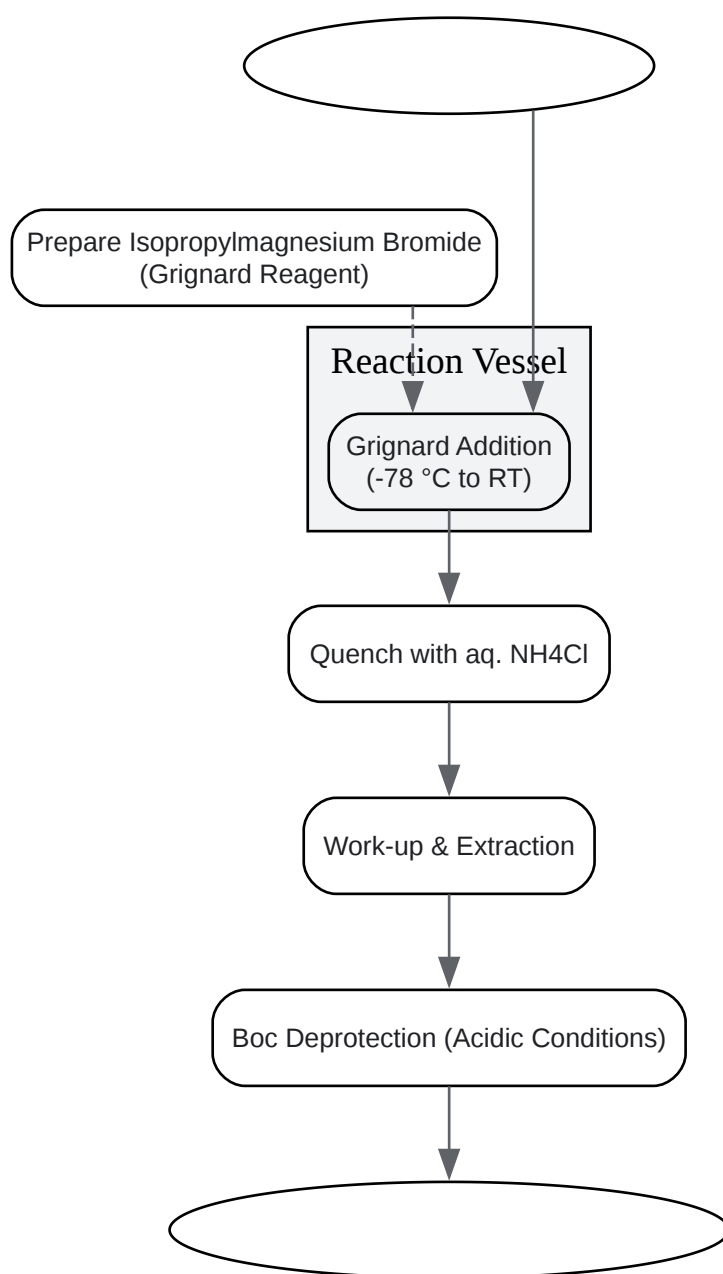 Prepare Isopropylmagnesium Bromide
(Grignard Reagent)
Reaction Vessel
Grignard Addition
(-78 °C to RT)
Quench with aq. NH4Cl
Work-up & Extraction
Boc Deprotection (Acidic Conditions)